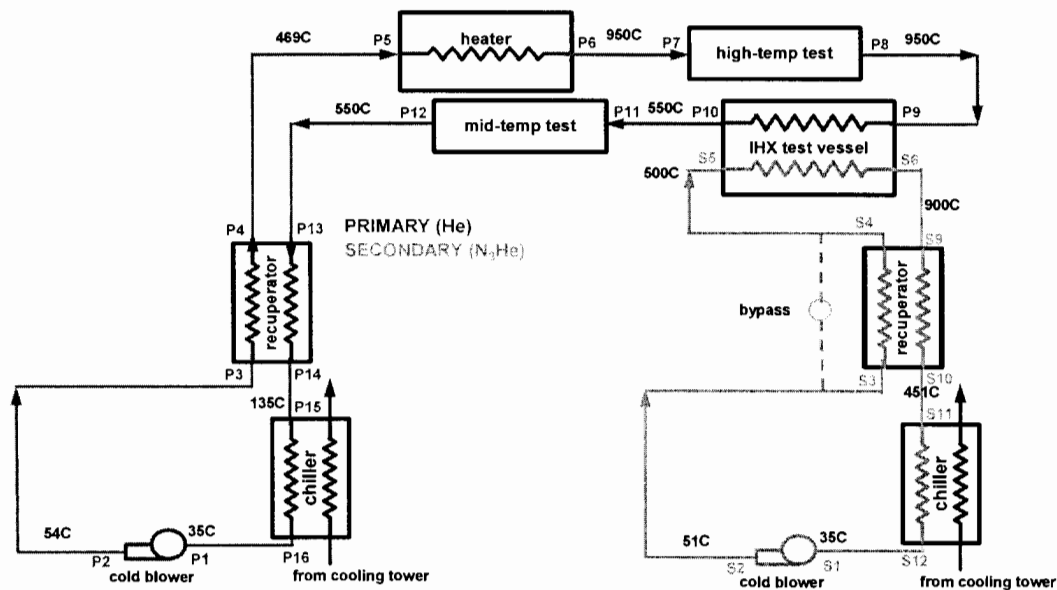 469C
P5
heater
P6
950C
P7
high-temp test
P8
950C
550C
P12
mid-temp test
P11
550C
P10
IHX test vessel
P9
S5
S6
500C
900C
P4
P13
PRIMARY (He)
SECONDARY (N₃He)
S4
S9
recuperator
bypass
recuperator
P3
P14
S3
S10
135C
P15
451C
S11
chiller
chiller
54C
35C
P2
P1
P16
cold blower
from cooling tower
51C
35C
S2
S1
S12
cold blower
from cooling tower